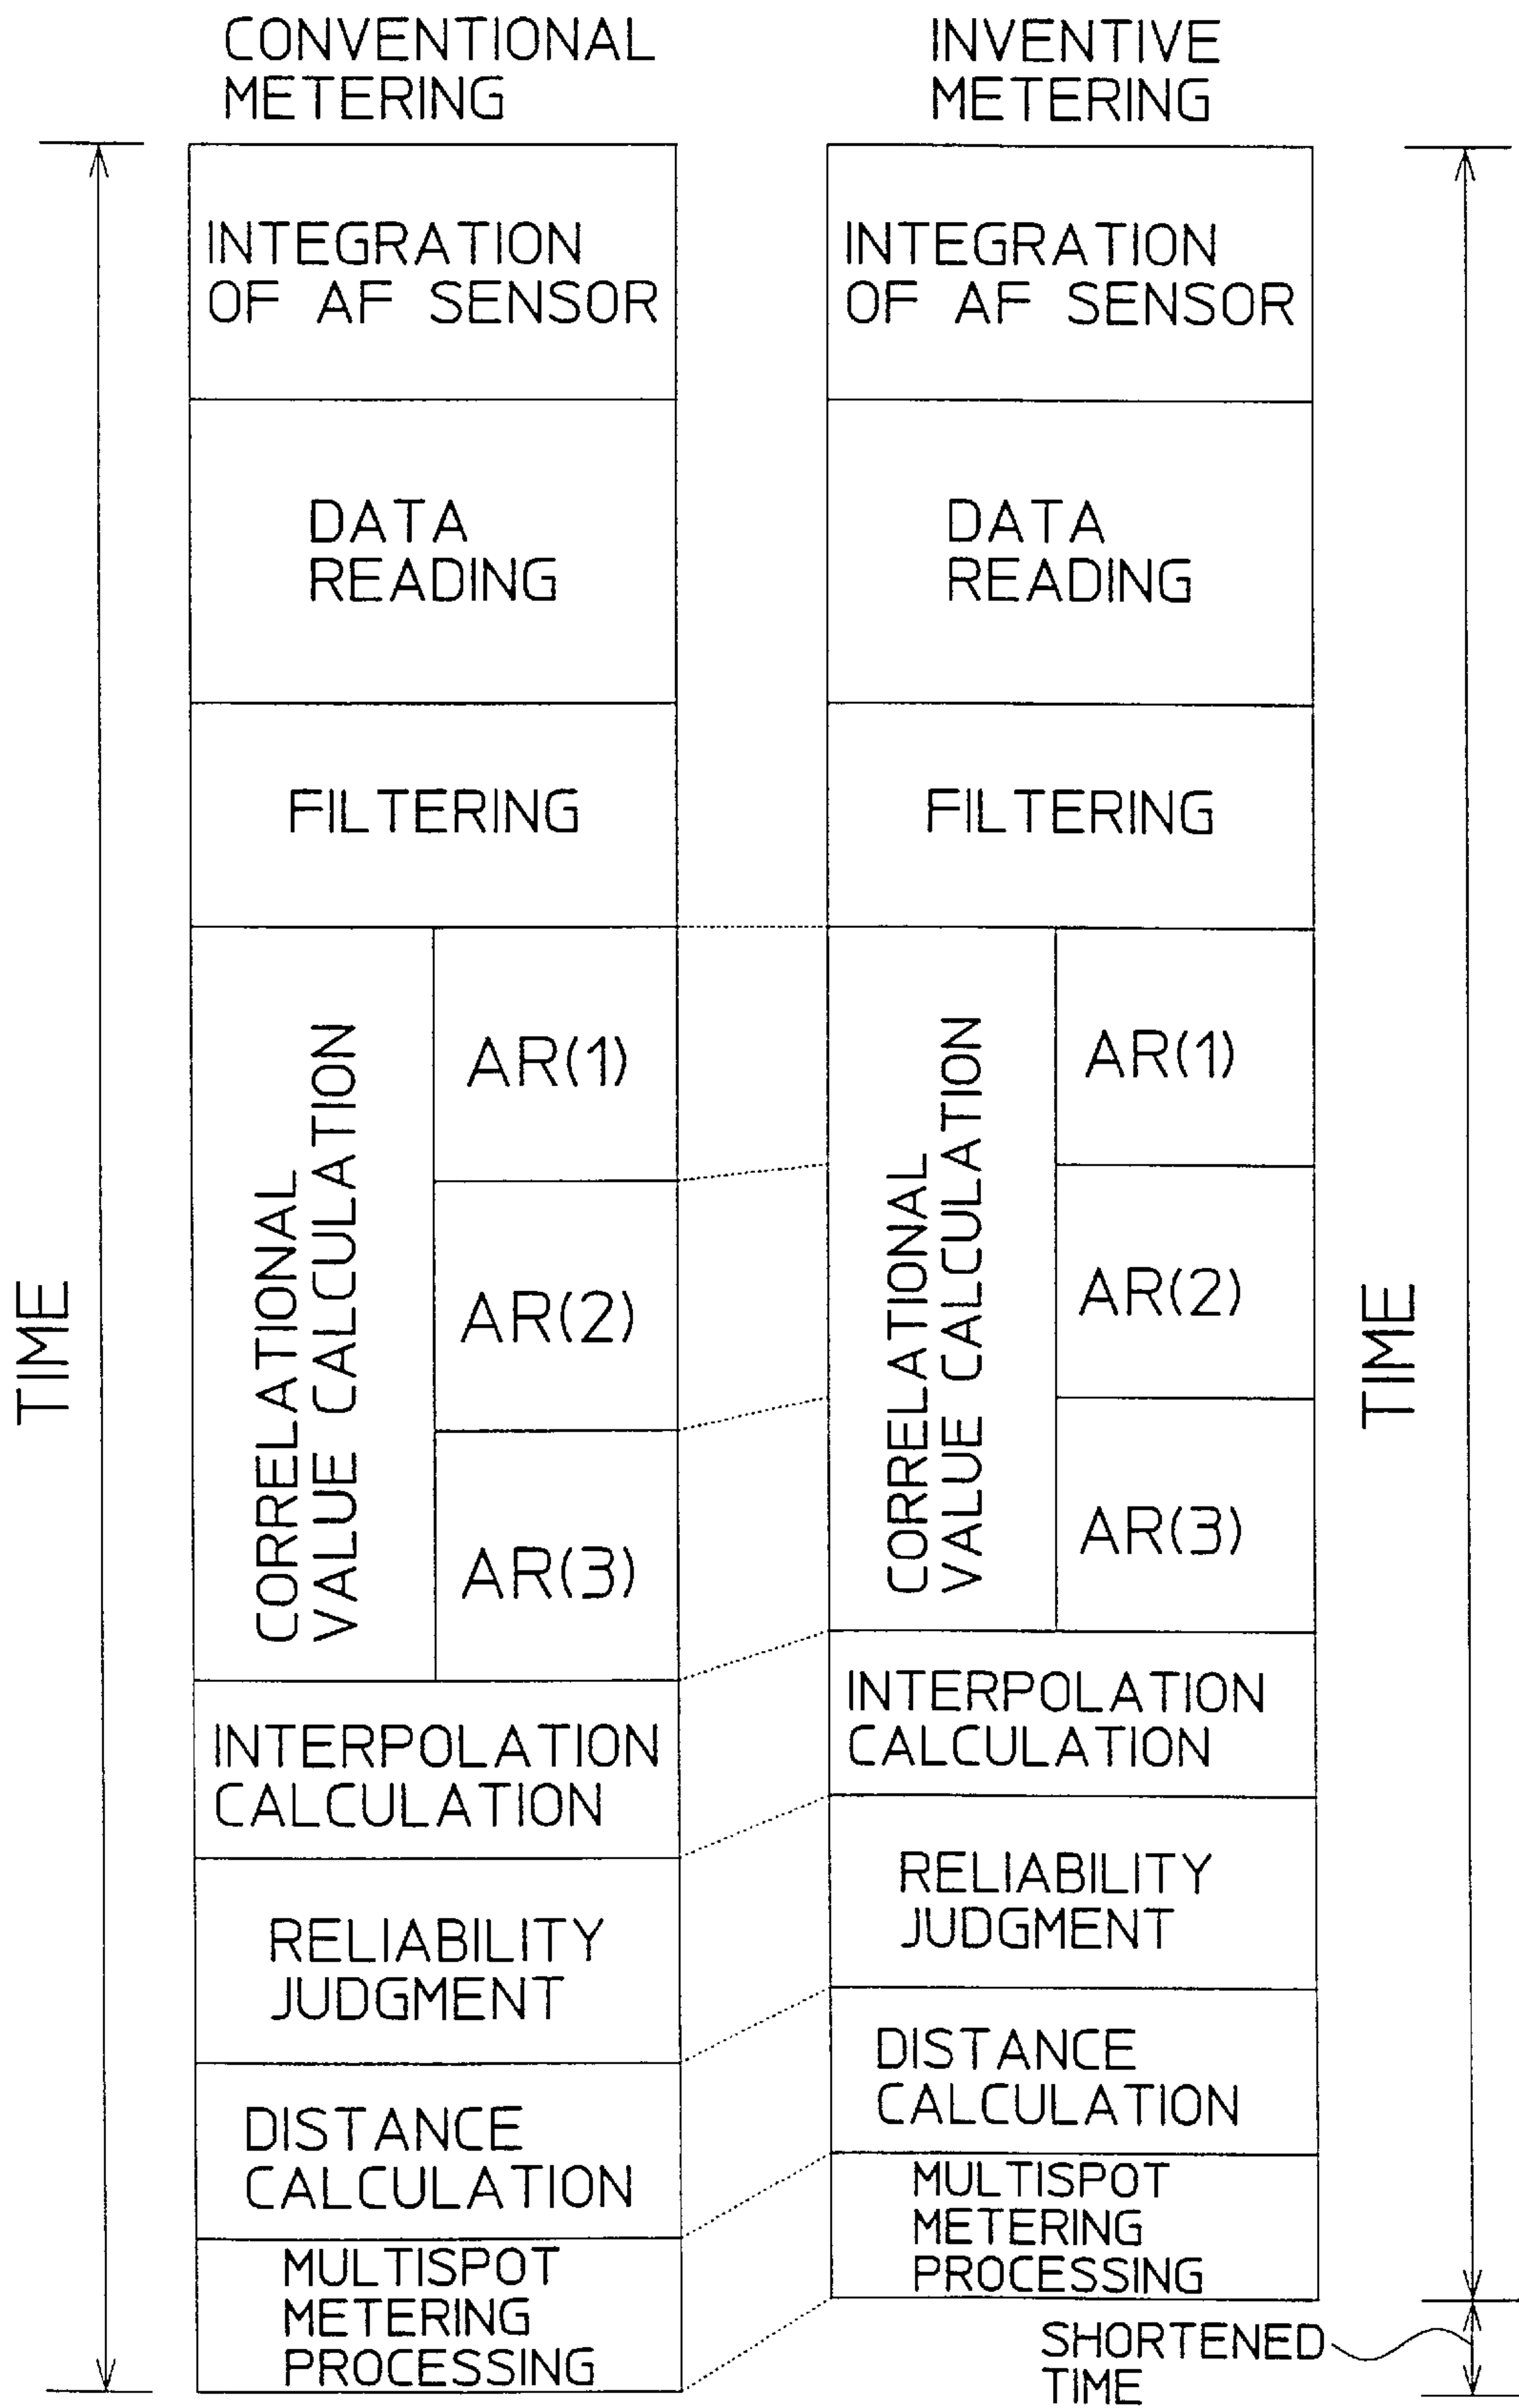 CONVENTIONAL
METERING
INTEGRATION
OF AF SENSOR
DATA
READING
FILTERING
CORRELATIONAL
VALUE CALCULATION
AR(1)
AR(2)
AR(3)
INTERPOLATION
CALCULATION
RELIABILITY
JUDGMENT
DISTANCE
CALCULATION
MULTISPOT
METERING
PROCESSING
TIME
INVENTIVE
METERING
INTEGRATION
OF AF SENSOR
DATA
READING
FILTERING
CORRELATIONAL
VALUE CALCULATION
AR(1)
AR(2)
AR(3)
INTERPOLATION
CALCULATION
RELIABILITY
JUDGMENT
DISTANCE
CALCULATION
MULTISPOT
METERING
PROCESSING
TIME
SHORTENED
TIME